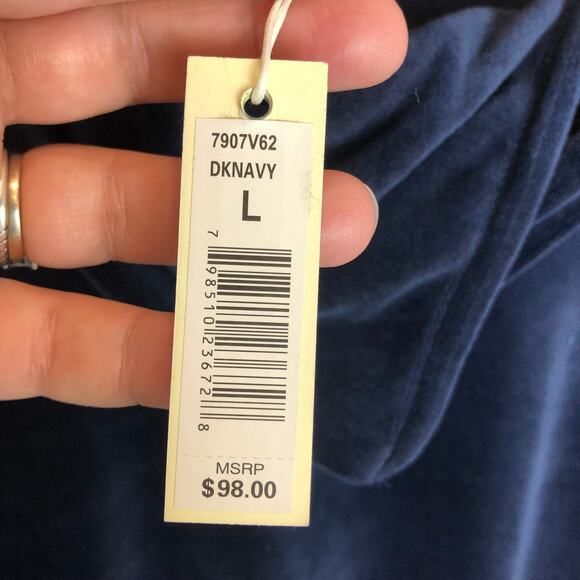 7907V62
DKNAVY
L
7 98510 23672 8
MSRP
$98.00